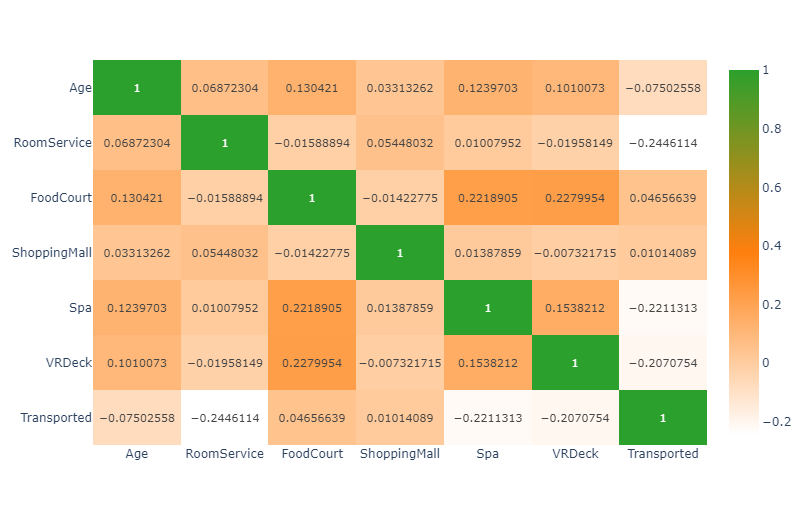 Age 1 0.06872304 0.130421 0.03313262 0.1239703 0.1010073 −0.07502558
RoomService 0.06872304 1 −0.01588894 0.05448032 0.01007952 −0.01958149 −0.2446114
FoodCourt 0.130421 −0.01588894 1 −0.01422775 0.2218905 0.2279954 0.04656639
ShoppingMall 0.03313262 0.05448032 −0.01422775 1 0.01387859 −0.007321715 0.01014089
Spa 0.1239703 0.01007952 0.2218905 0.01387859 1 0.1538212 −0.2211313
VRDeck 0.1010073 −0.01958149 0.2279954 −0.007321715 0.1538212 1 −0.2070754
Transported −0.07502558 −0.2446114 0.04656639 0.01014089 −0.2211313 −0.2070754 1
Age RoomService FoodCourt ShoppingMall Spa VRDeck Transported
1
0.8
0.6
0.4
0.2
0
−0.2